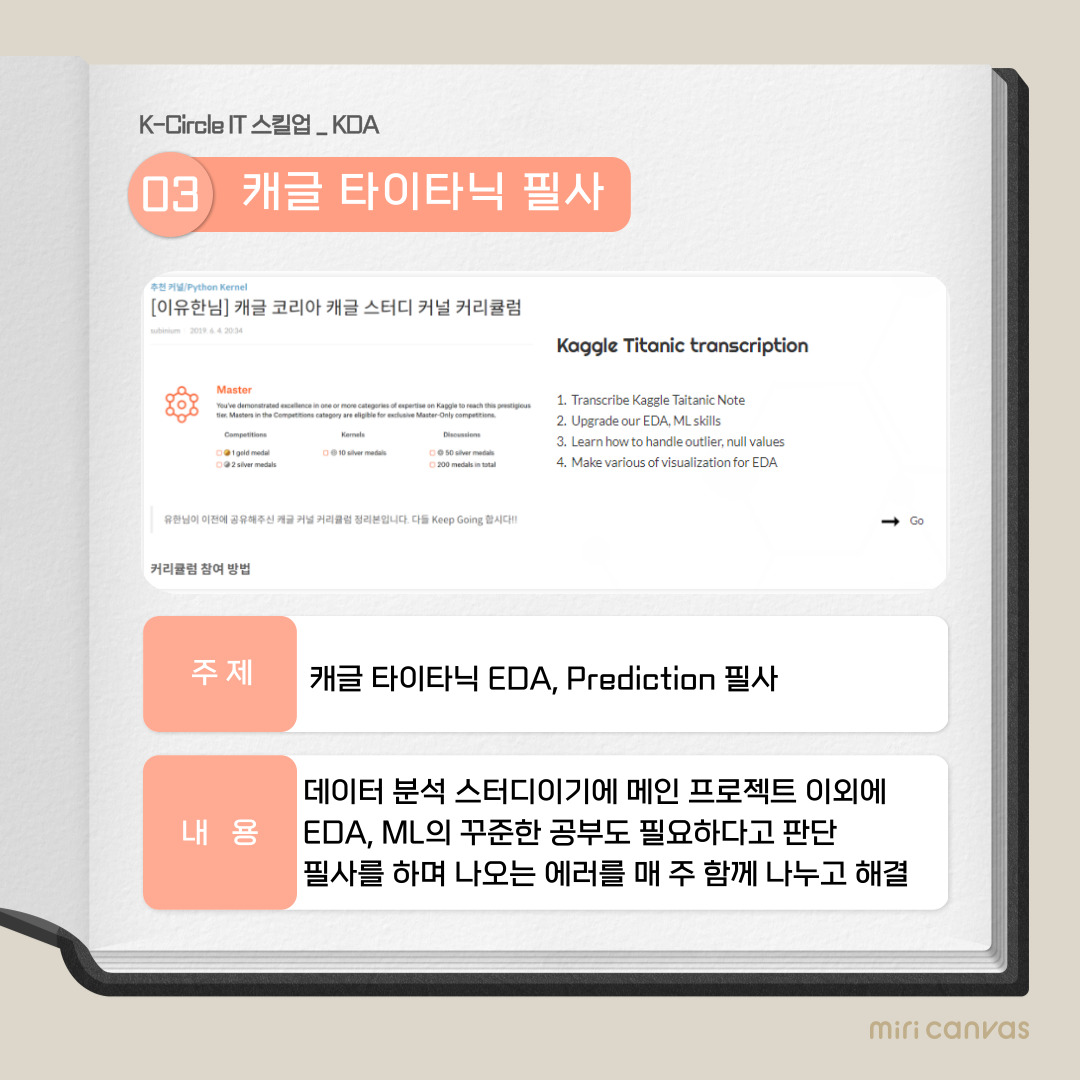 K-Circle IT 스킬업 _ KDA
03 캐글 타이타닉 필사
추천 커널/Python Kernel
[이유한님] 캐글 코리아 캐글 스터디 커널 커리큘럼
subinium 2019. 6. 4. 20:34
Master
You've demonstrated excellence in one or more categories of expertise on Kaggle to reach this prestigious
tier. Masters in the Competitions category are eligible for exclusive Master-Only competitions.
Competitions Kernels Discussions
1 gold medal 10 silver medals 50 silver medals
2 silver medals 200 medals in total
유한님이 이전에 공유해주신 캐글 커널 커리큘럼 정리본입니다. 다들 Keep Going 합시다!!
커리큘럼 참여 방법
Kaggle Titanic transcription
1. Transcribe Kaggle Taitanic Note
2. Upgrade our EDA, ML skills
3. Learn how to handle outlier, null values
4. Make various of visualization for EDA
→ Go
주 제
캐글 타이타닉 EDA, Prediction 필사
내 용
데이터 분석 스터디이기에 메인 프로젝트 이외에
EDA, ML의 꾸준한 공부도 필요하다고 판단
필사를 하며 나오는 에러를 매 주 함께 나누고 해결
miri canvas